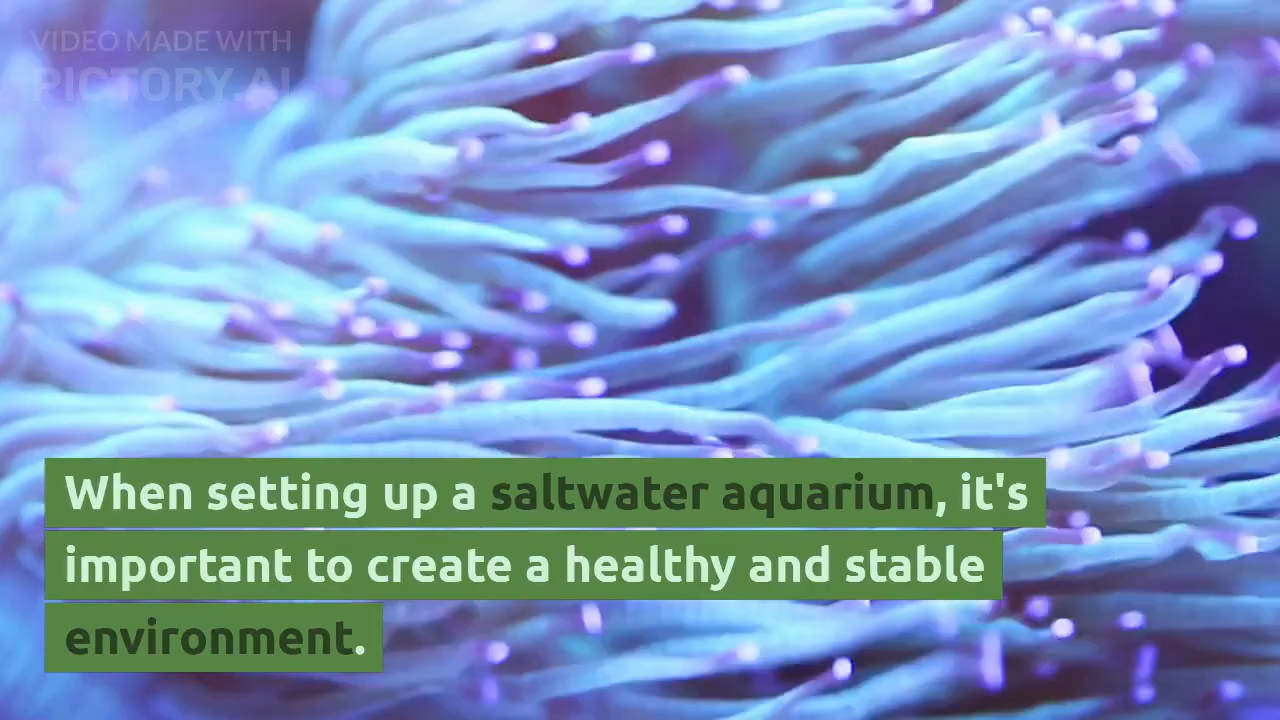 VIDEO MADE WITH
PICTORY.AI
When setting up a saltwater aquarium, it's
important to create a healthy and stable
environment.